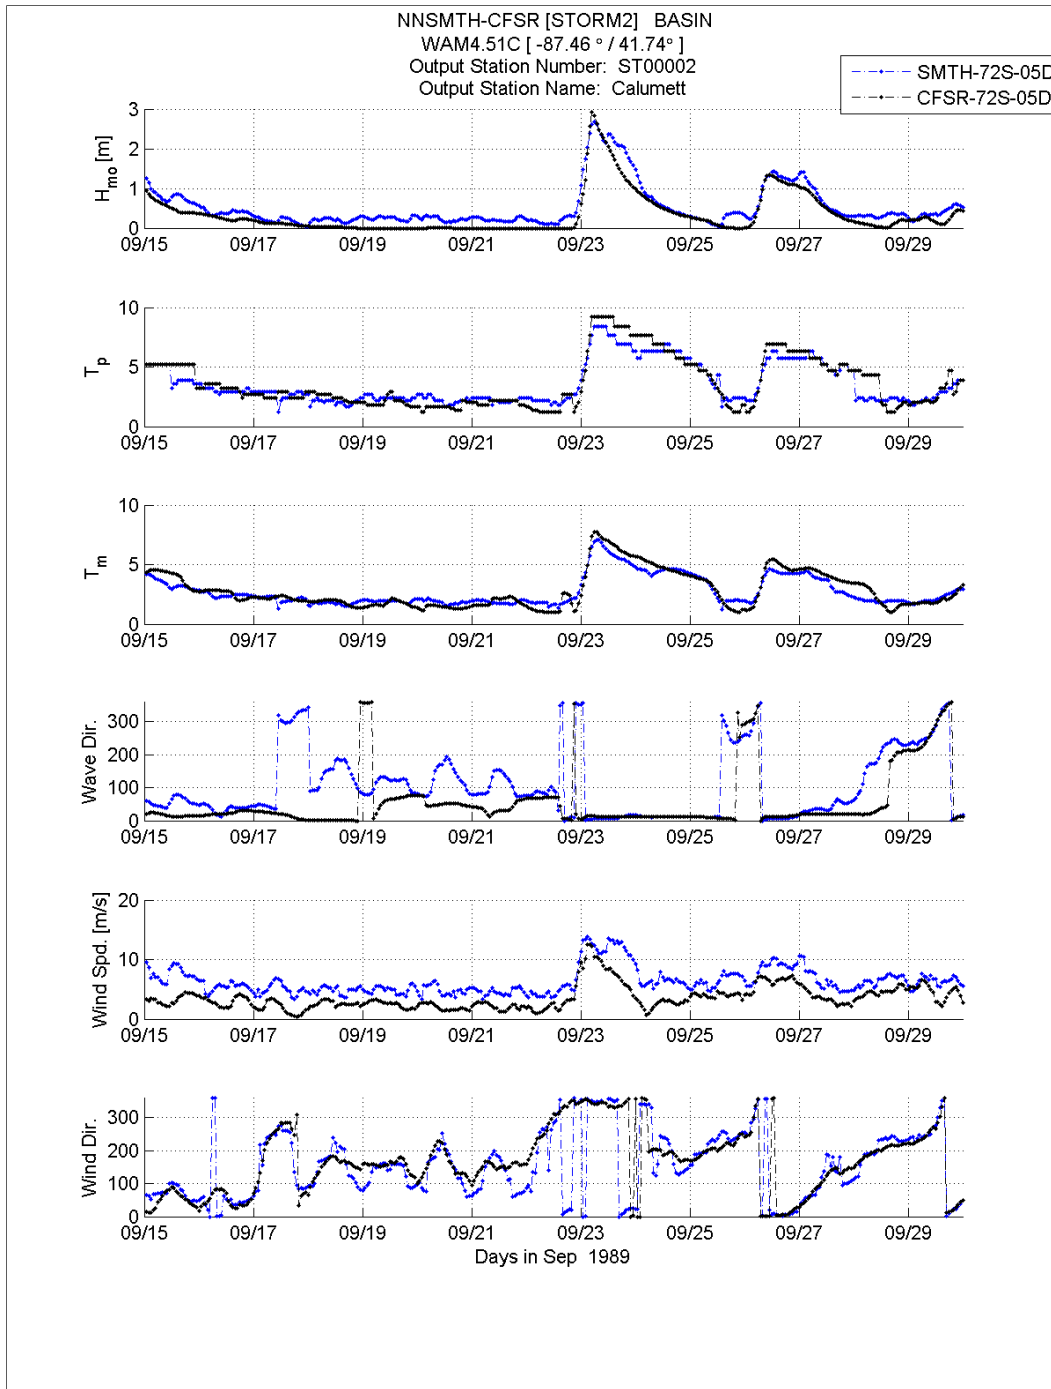 NNSMTH-CFSR [STORM2] BASIN
WAM4.51C [ -87.46 ° / 41.74° ]
Output Station Number: ST00002
Output Station Name: Calumett
SMTH-72S-05D
CFSR-72S-05D
Hmo [m]
3
2
1
0
09/15 09/17 09/19 09/21 09/23 09/25 09/27 09/29
Tp
10
5
0
09/15 09/17 09/19 09/21 09/23 09/25 09/27 09/29
Tm
10
5
0
09/15 09/17 09/19 09/21 09/23 09/25 09/27 09/29
Wave Dir.
300
200
100
0
09/15 09/17 09/19 09/21 09/23 09/25 09/27 09/29
Wind Spd. [m/s]
20
10
0
09/15 09/17 09/19 09/21 09/23 09/25 09/27 09/29
Wind Dir.
300
200
100
0
09/15 09/17 09/19 09/21 09/23 09/25 09/27 09/29
Days in Sep 1989